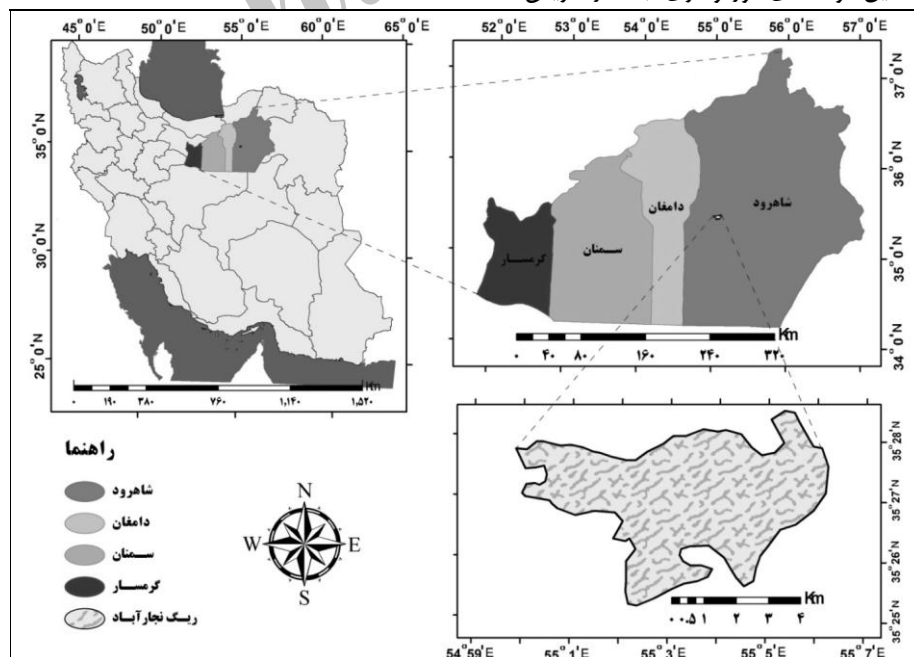 45°0 E 50°0 E 55°0 E 60°0 E 65°0 E
35°0 N
30°0 N
25°0 N
Km
۰ ۱۹۰ ۳۸۰ ۷۶۰ ۱,۱۴۰ ۱,۵۲۰
52°0 E 53°0 E 54°0 E 55°0 E 56°0 E 57°0 E
37°0 N
36°0 N
35°0 N
34°0 N
شاهرود
دامغان
سمنان
گرمسار
Km
۰ ۴۰ ۸۰ ۱۶۰ ۲۴۰ ۳۲۰
راهنما
شاهرود
دامغان
سمنان
گرمسار
ریگ نجارآباد
N
W E
S
35°28 N
35°27 N
35°26 N
35°25 N
Km
۰ ۰.۵ ۱ ۲ ۳ ۴
54°59 E 55°1 E 55°3 E 55°5 E 55°7 E